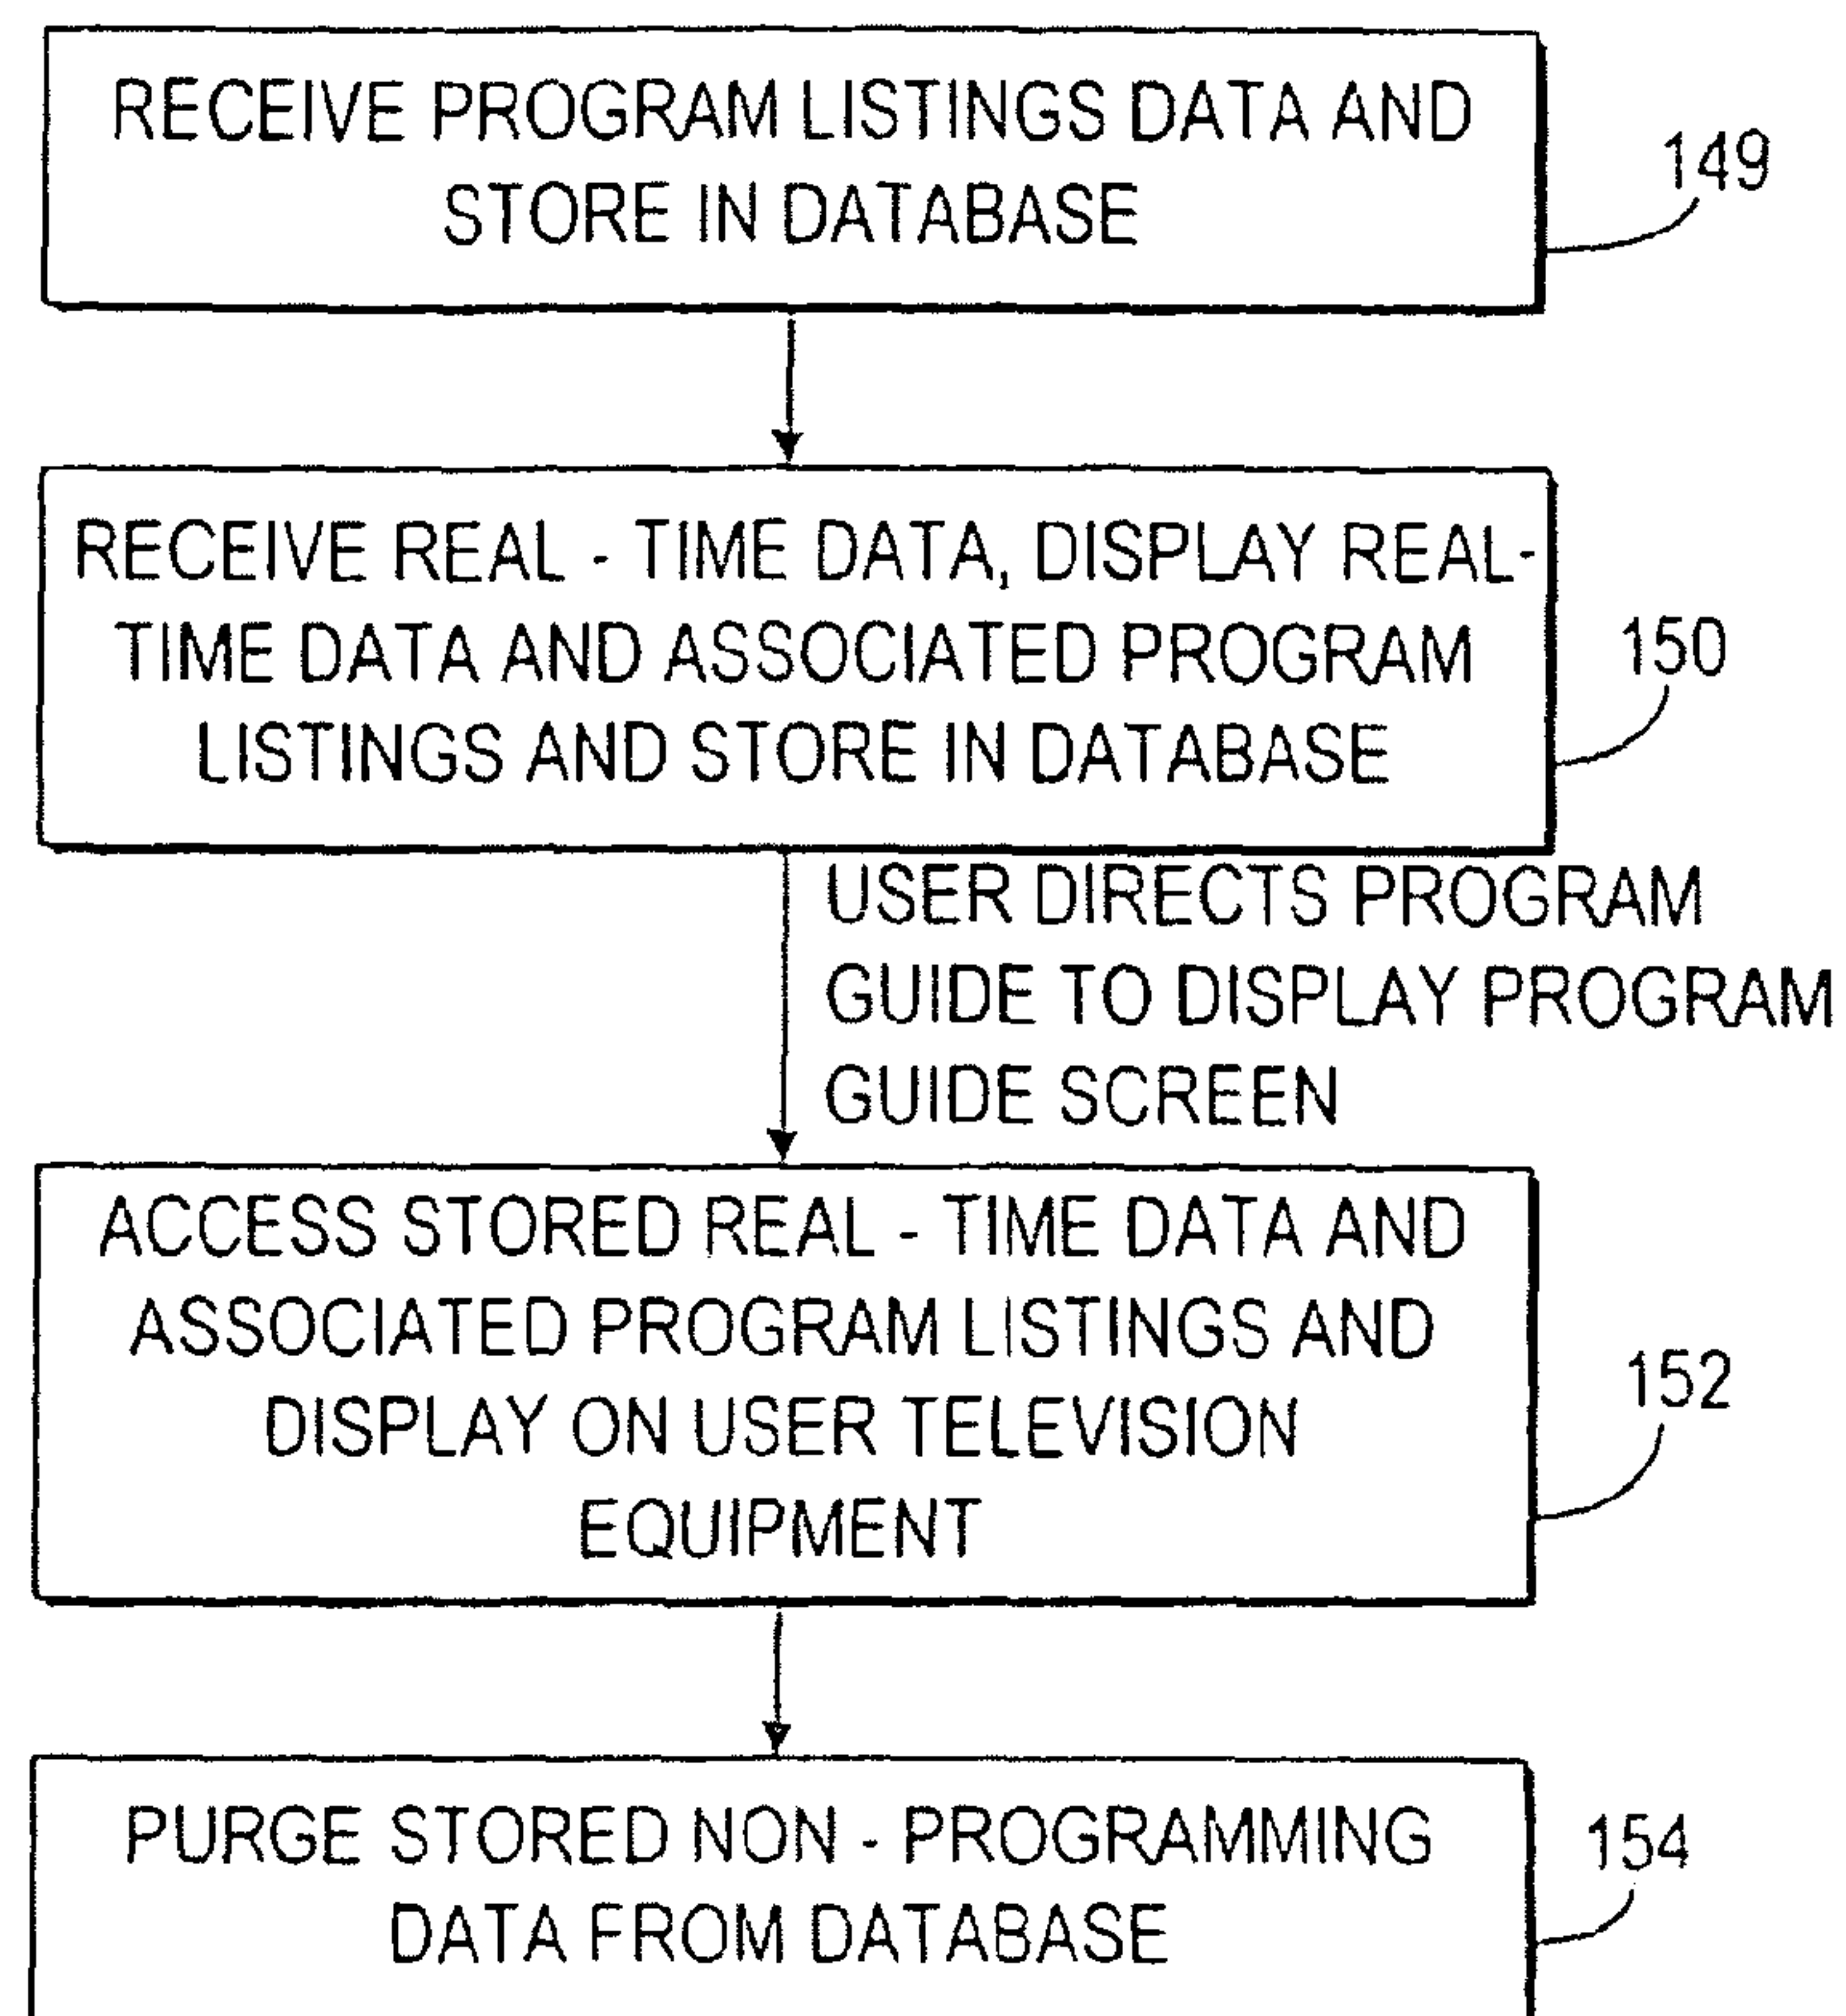 RECEIVE PROGRAM LISTINGS DATA AND
STORE IN DATABASE
149
RECEIVE REAL - TIME DATA, DISPLAY REAL-
TIME DATA AND ASSOCIATED PROGRAM
LISTINGS AND STORE IN DATABASE
150
USER DIRECTS PROGRAM
GUIDE TO DISPLAY PROGRAM
GUIDE SCREEN
ACCESS STORED REAL - TIME DATA AND
ASSOCIATED PROGRAM LISTINGS AND
DISPLAY ON USER TELEVISION
EQUIPMENT
152
PURGE STORED NON - PROGRAMMING
DATA FROM DATABASE
154